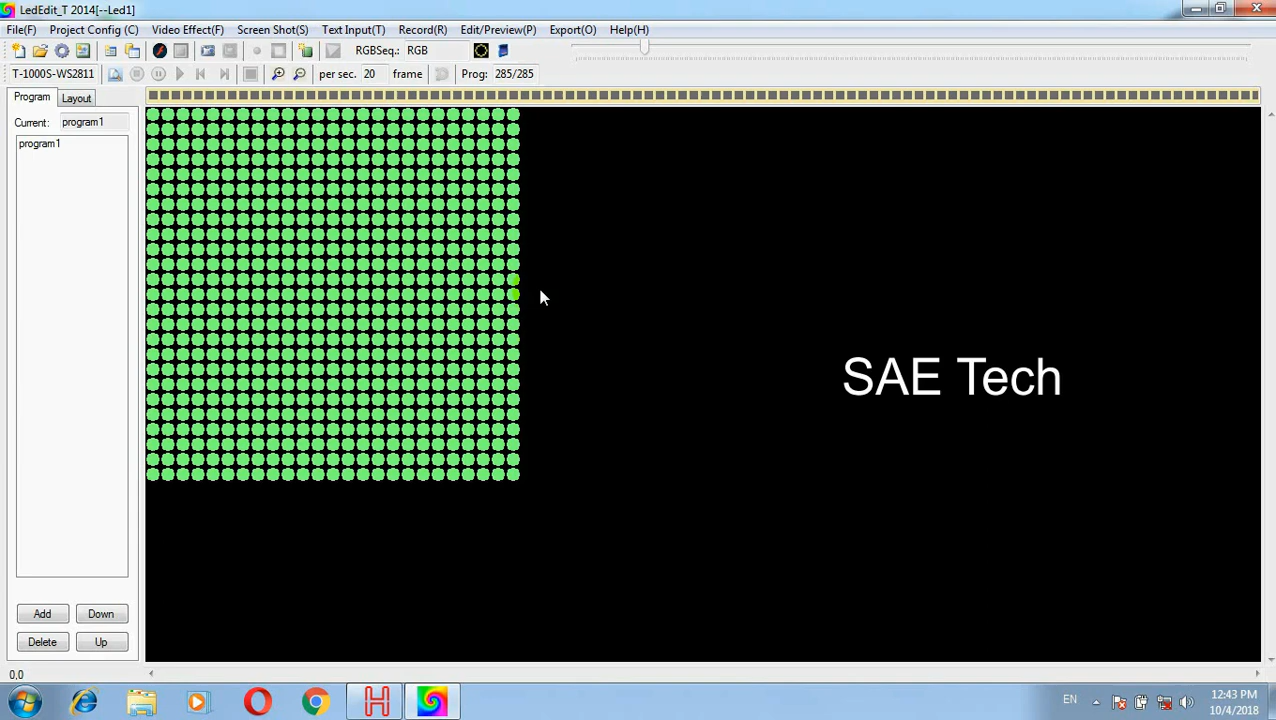 LedEdit_T 2014[--Led1]
File(F) Project Config (C) Video Effect(F) Screen Shot(S) Text Input(T) Record(R) Edit/Preview(P) Export(O) Help(H)
RGBSeq.: RGB
T-1000S-WS2811 per sec. 20 frame Prog: 285/285
Program Layout
Current: program1
program1
SAE Tech
Add Down
Delete Up
0,0
EN
12:43 PM
10/4/2018